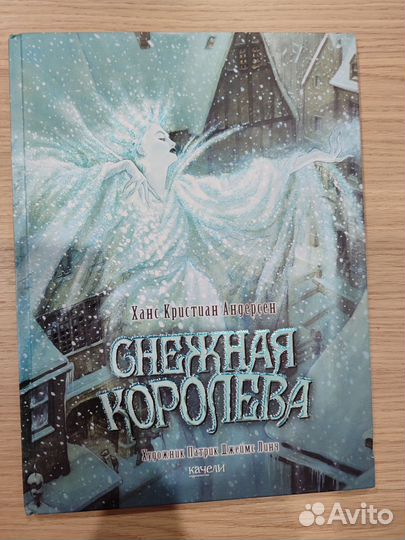 Ханс Кристиан Андерсен
СНЕЖНАЯ
КОРОЛЕВА
Художник Патрик Джеймс Линч
качели
Avito